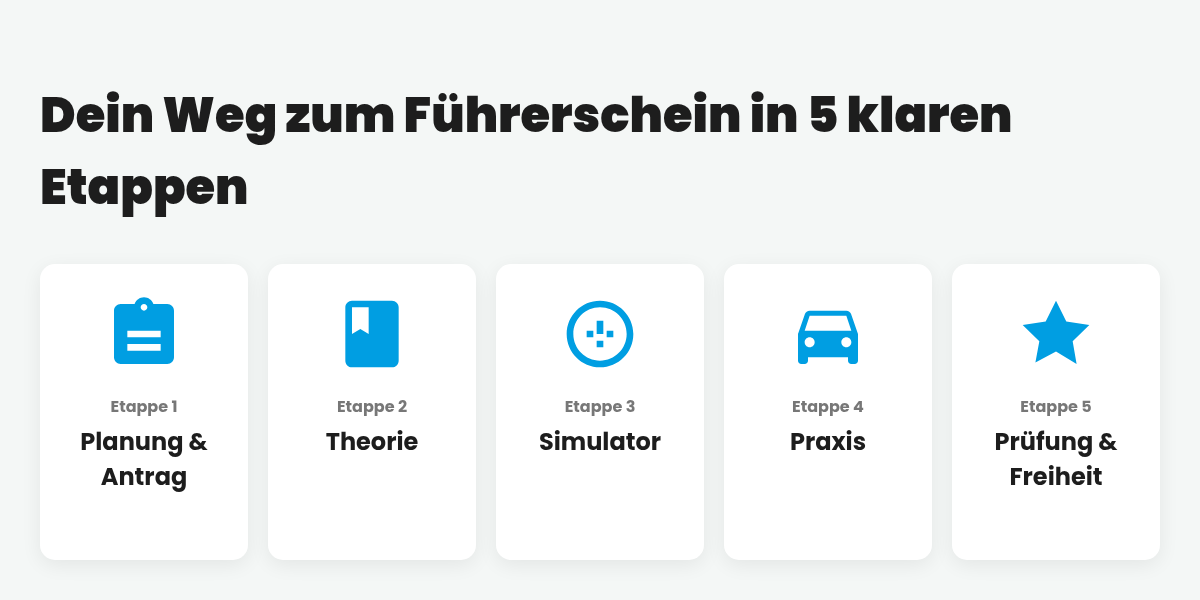 Dein Weg zum Führerschein in 5 klaren
Etappen
Etappe 1
Planung &
Antrag
Etappe 2
Theorie
Etappe 3
Simulator
Etappe 4
Praxis
Etappe 5
Prüfung &
Freiheit